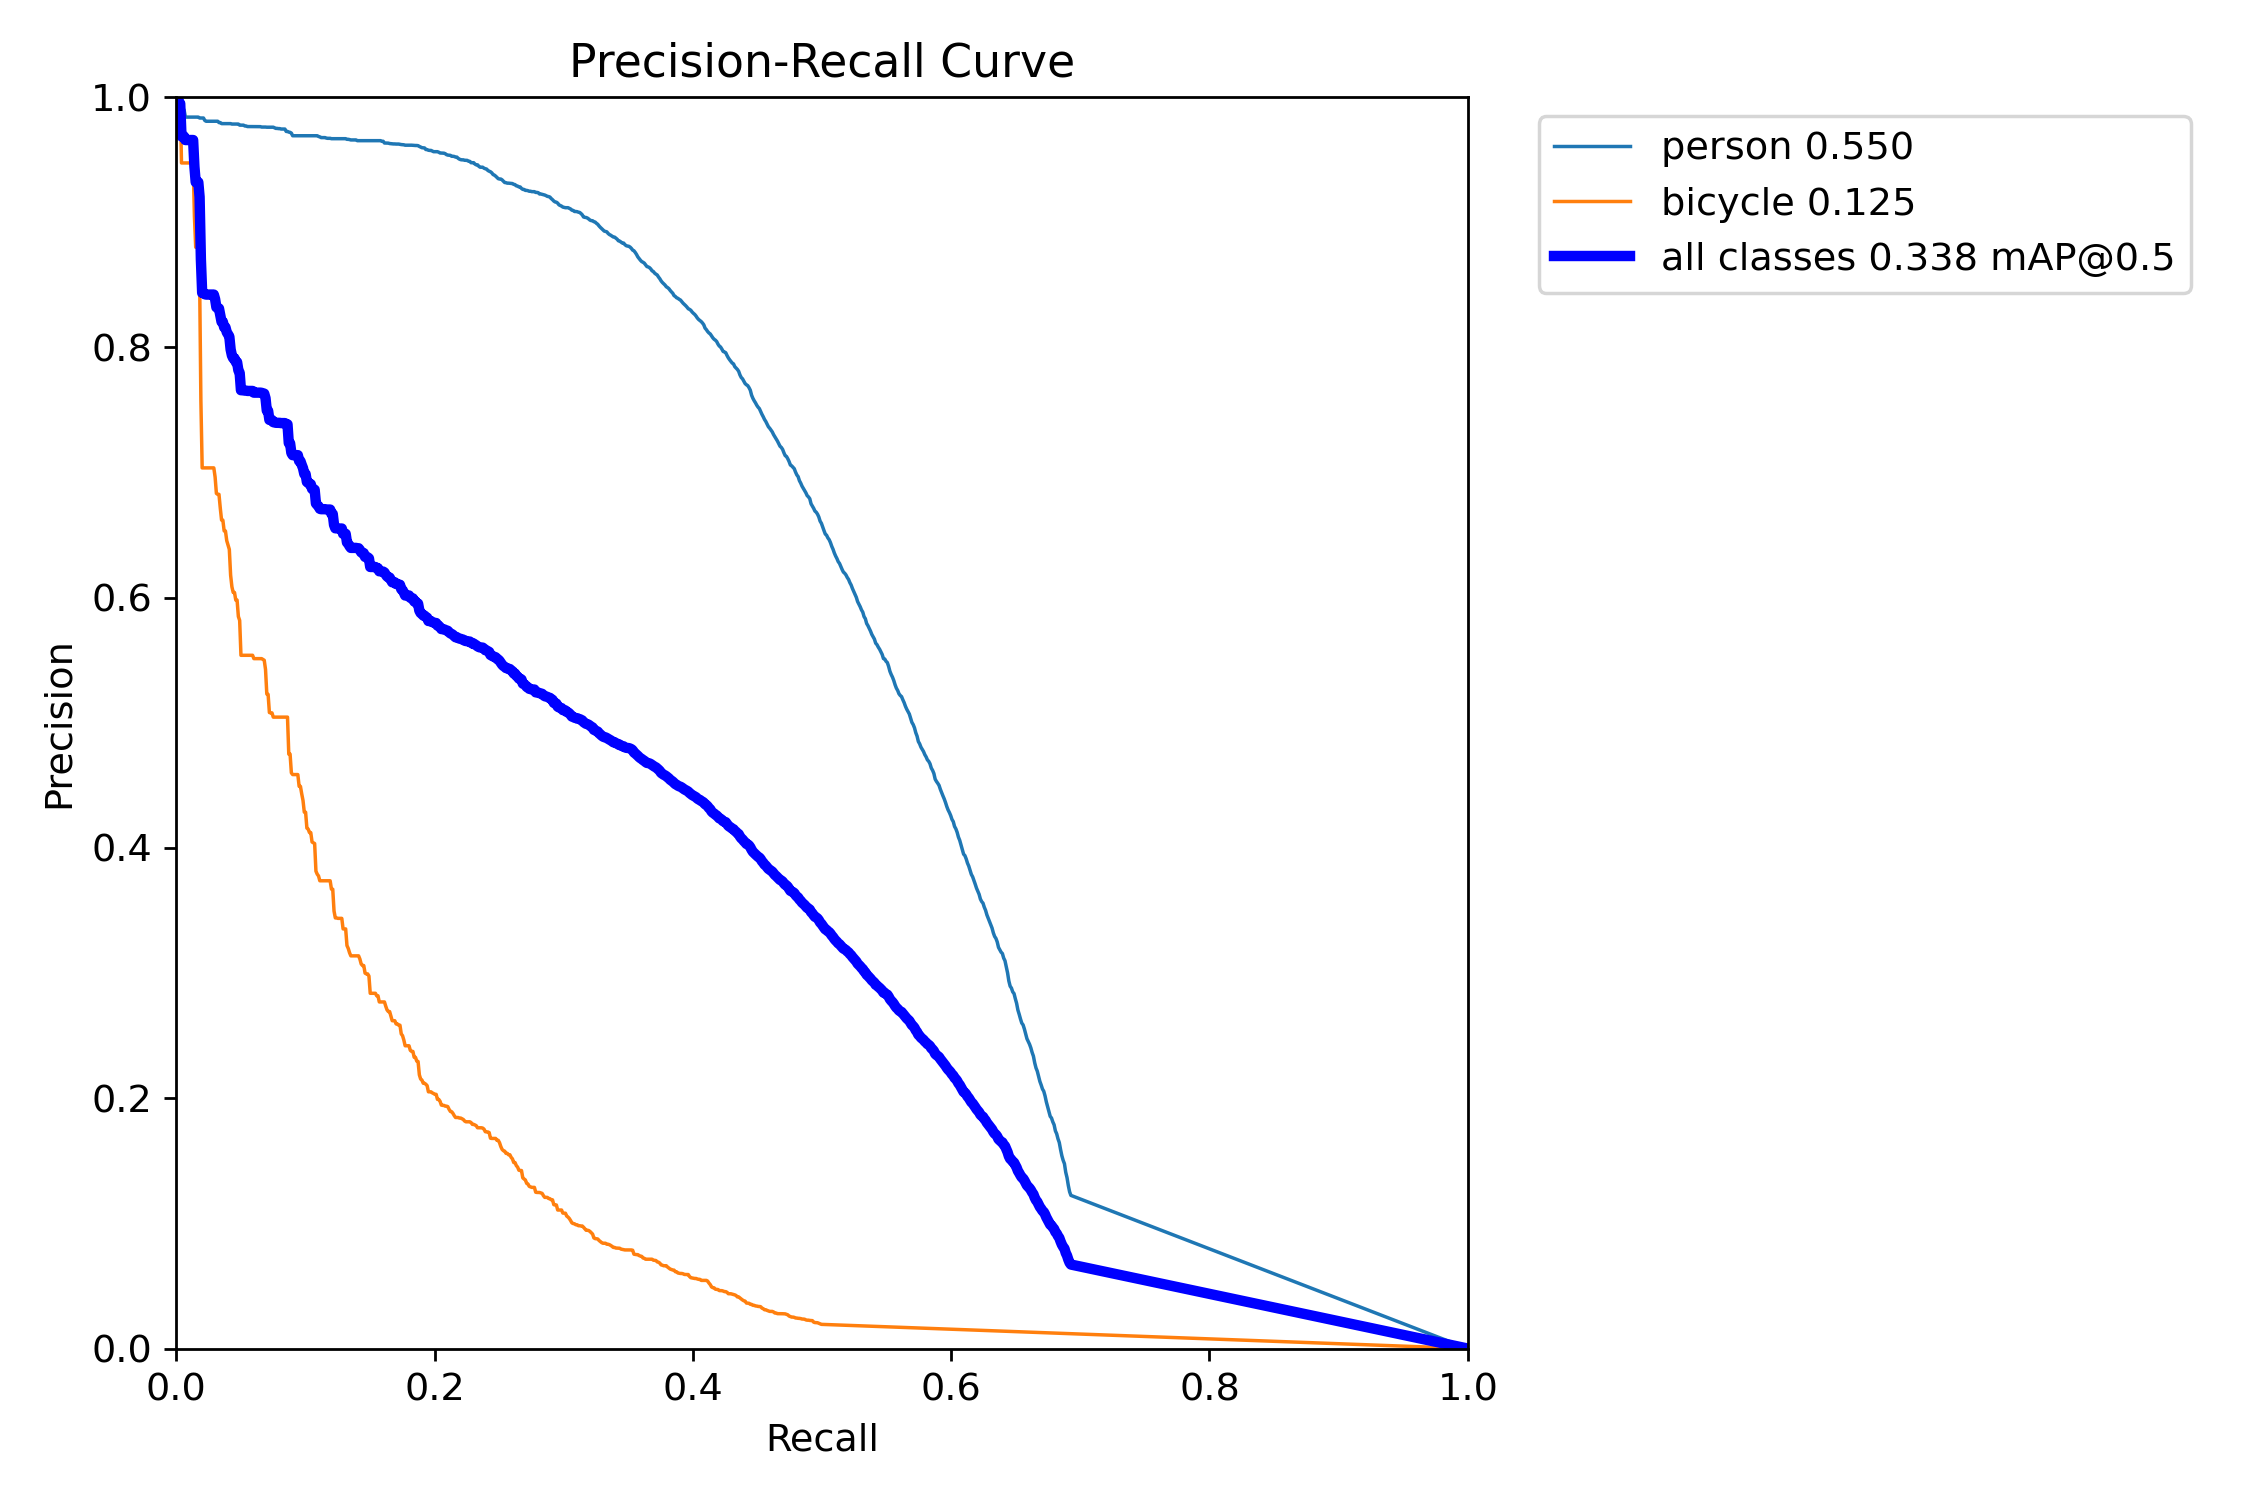 Precision-Recall Curve
person 0.550
bicycle 0.125
all classes 0.338 mAP@0.5
1.0
0.8
0.6
0.4
0.2
0.0
Precision
0.0 0.2 0.4 0.6 0.8 1.0
Recall